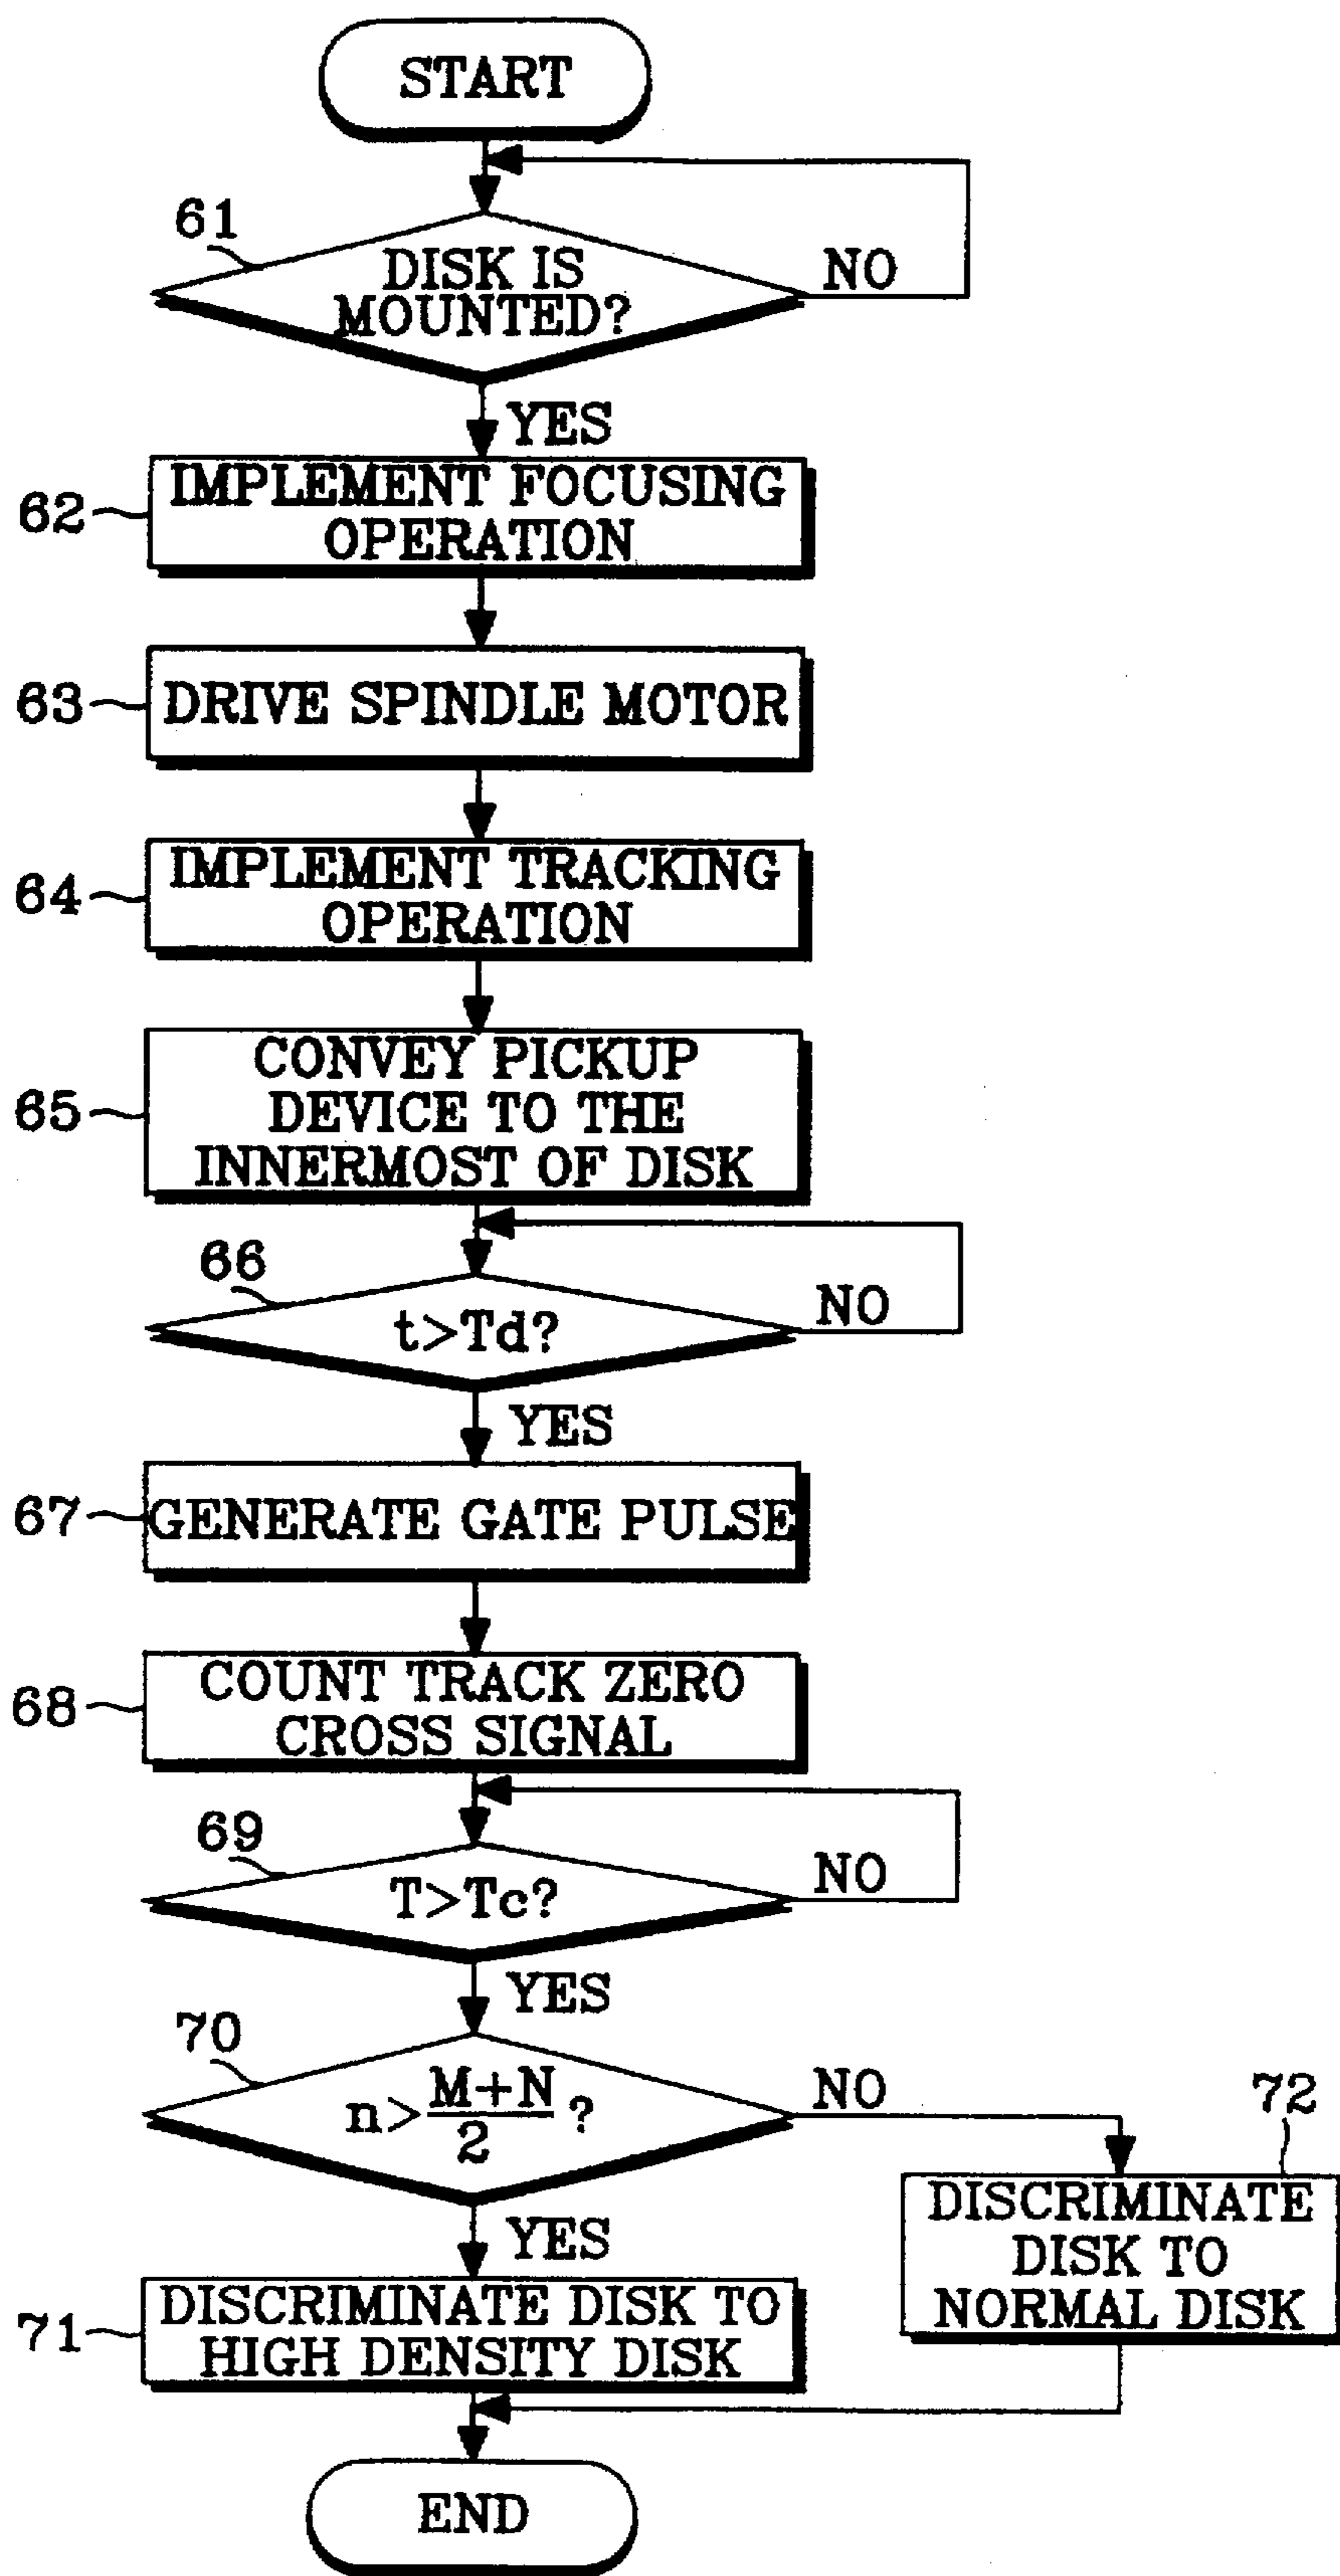 START
61
DISK IS
MOUNTED?
NO
YES
62
IMPLEMENT FOCUSING
OPERATION
63
DRIVE SPINDLE MOTOR
64
IMPLEMENT TRACKING
OPERATION
65
CONVEY PICKUP
DEVICE TO THE
INNERMOST OF DISK
66
t>Td?
NO
YES
67
GENERATE GATE PULSE
68
COUNT TRACK ZERO
CROSS SIGNAL
69
T>Tc?
NO
YES
70
n> M+N
2 ?
NO
YES
72
DISCRIMINATE
DISK TO
NORMAL DISK
71
DISCRIMINATE DISK TO
HIGH DENSITY DISK
END